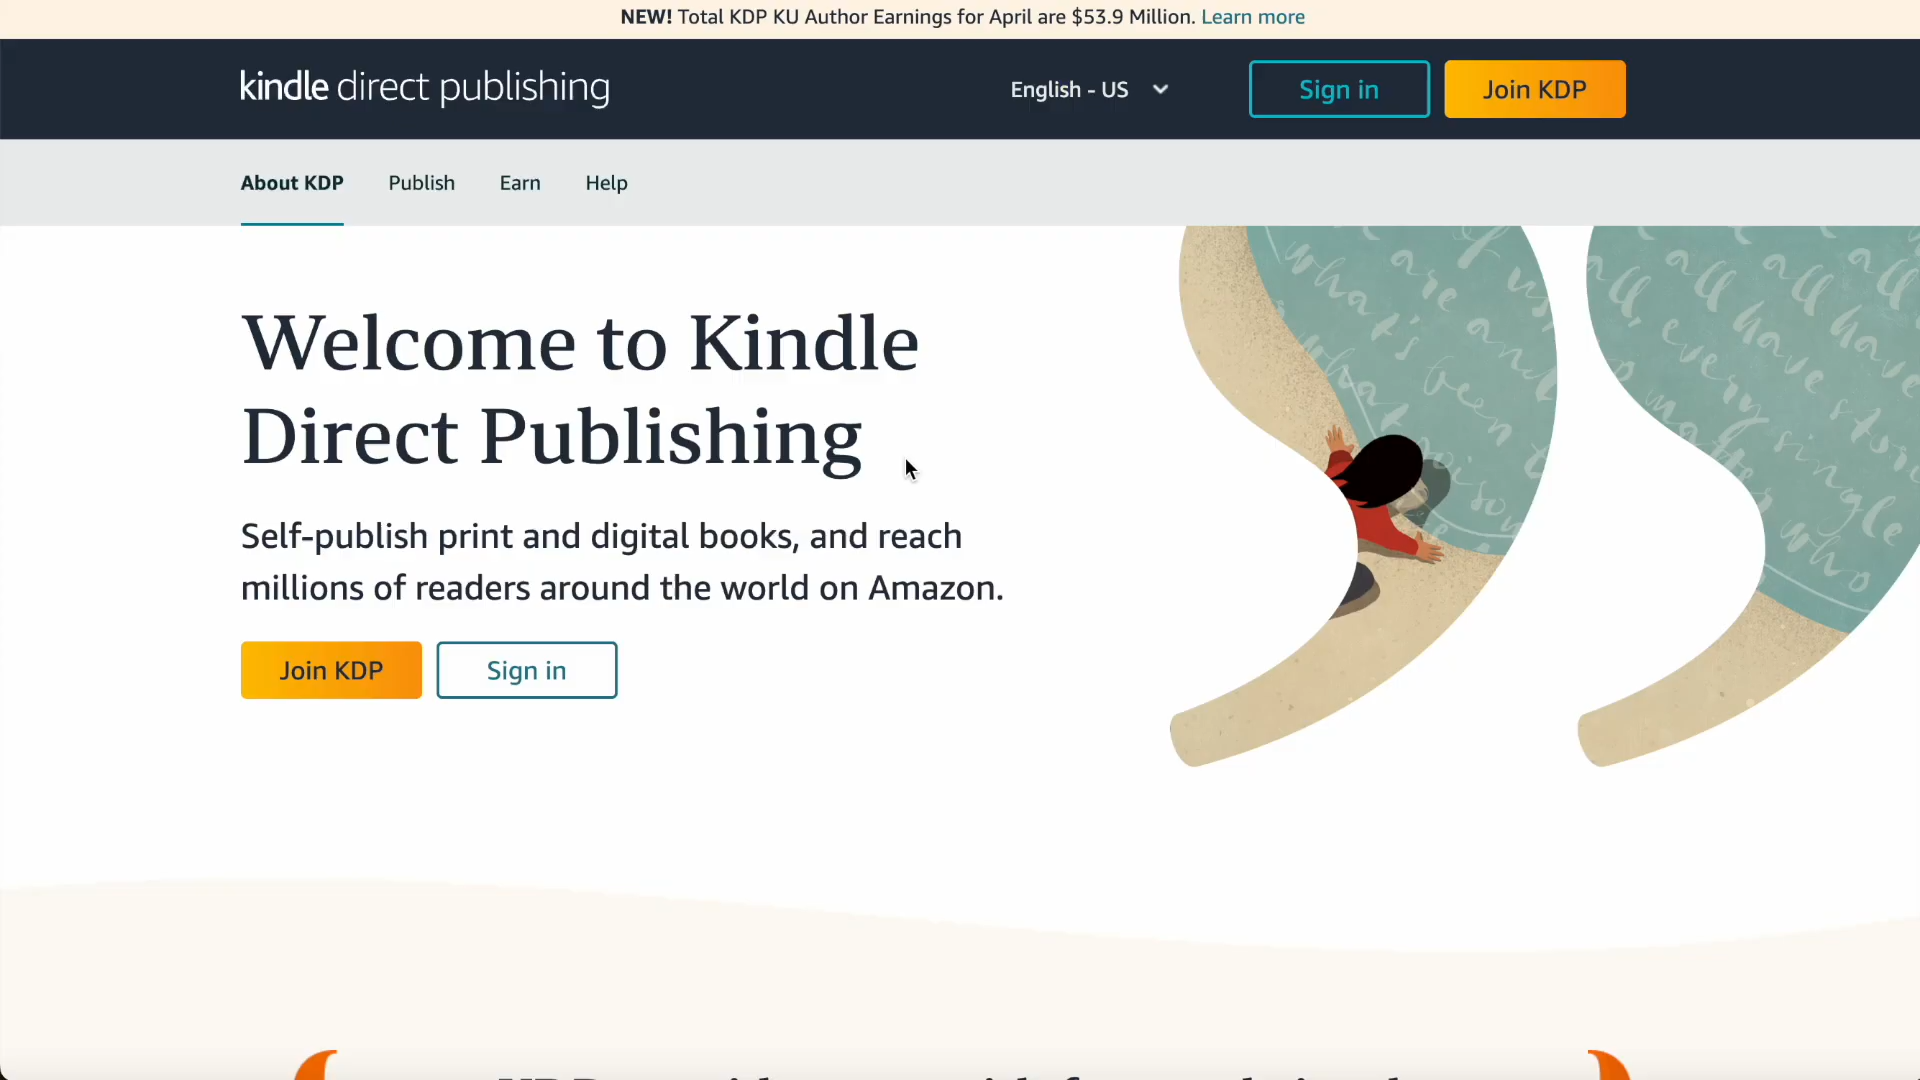 NEW! Total KDP KU Author Earnings for April are $53.9 Million. Learn more
kindle direct publishing
English - US
Sign in
Join KDP
About KDP
Publish
Earn
Help
Welcome to Kindle
Direct Publishing
Self-publish print and digital books, and reach
millions of readers around the world on Amazon.
Join KDP
Sign in